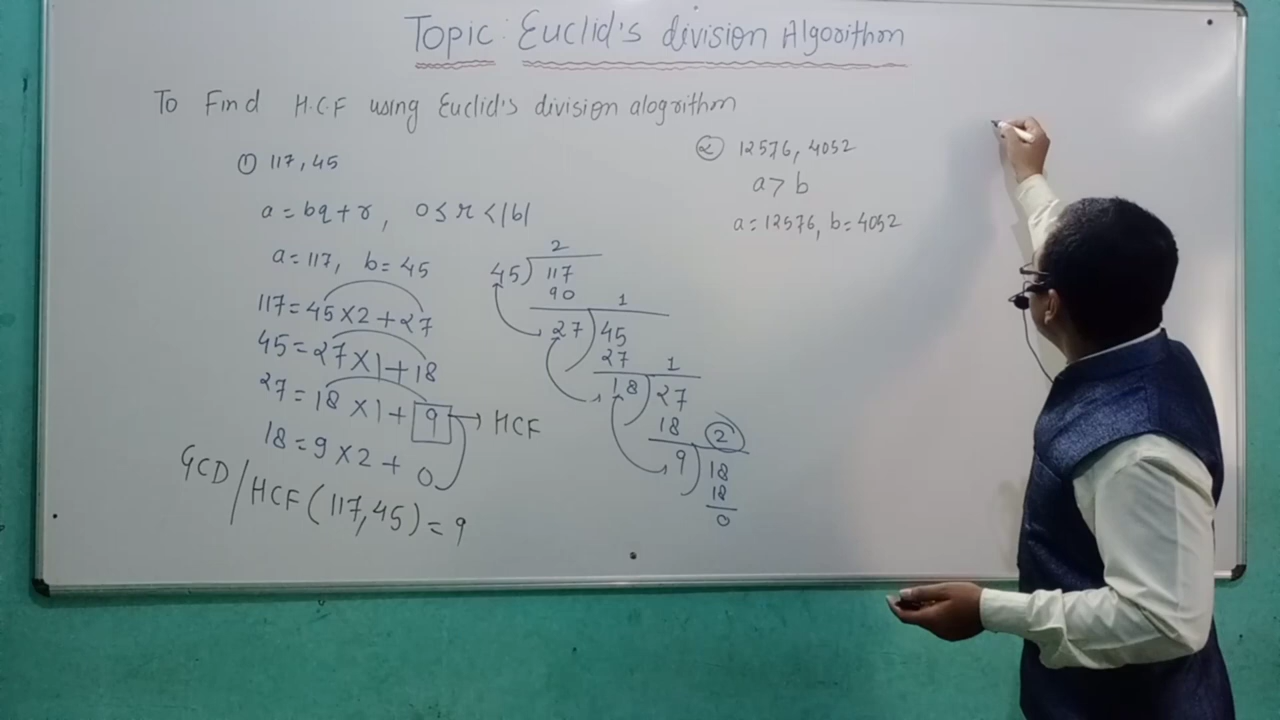 Topic: Euclid's division Algorithm
To Find H.C.F using Euclid's division alogrithm
① 117, 45
a = bq + r, 0 ≤ r < |b|
a = 117, b = 45
117 = 45 × 2 + 27
45 = 27 × 1 + 18
27 = 18 × 1 + 9 → HCF
18 = 9 × 2 + 0
GCD/HCF (117, 45) = 9
2
45) 117
90 1
27) 45
27 1
18) 27
18 2
9) 18
18
0
② 12576, 4052
a > b
a = 12576, b = 4052